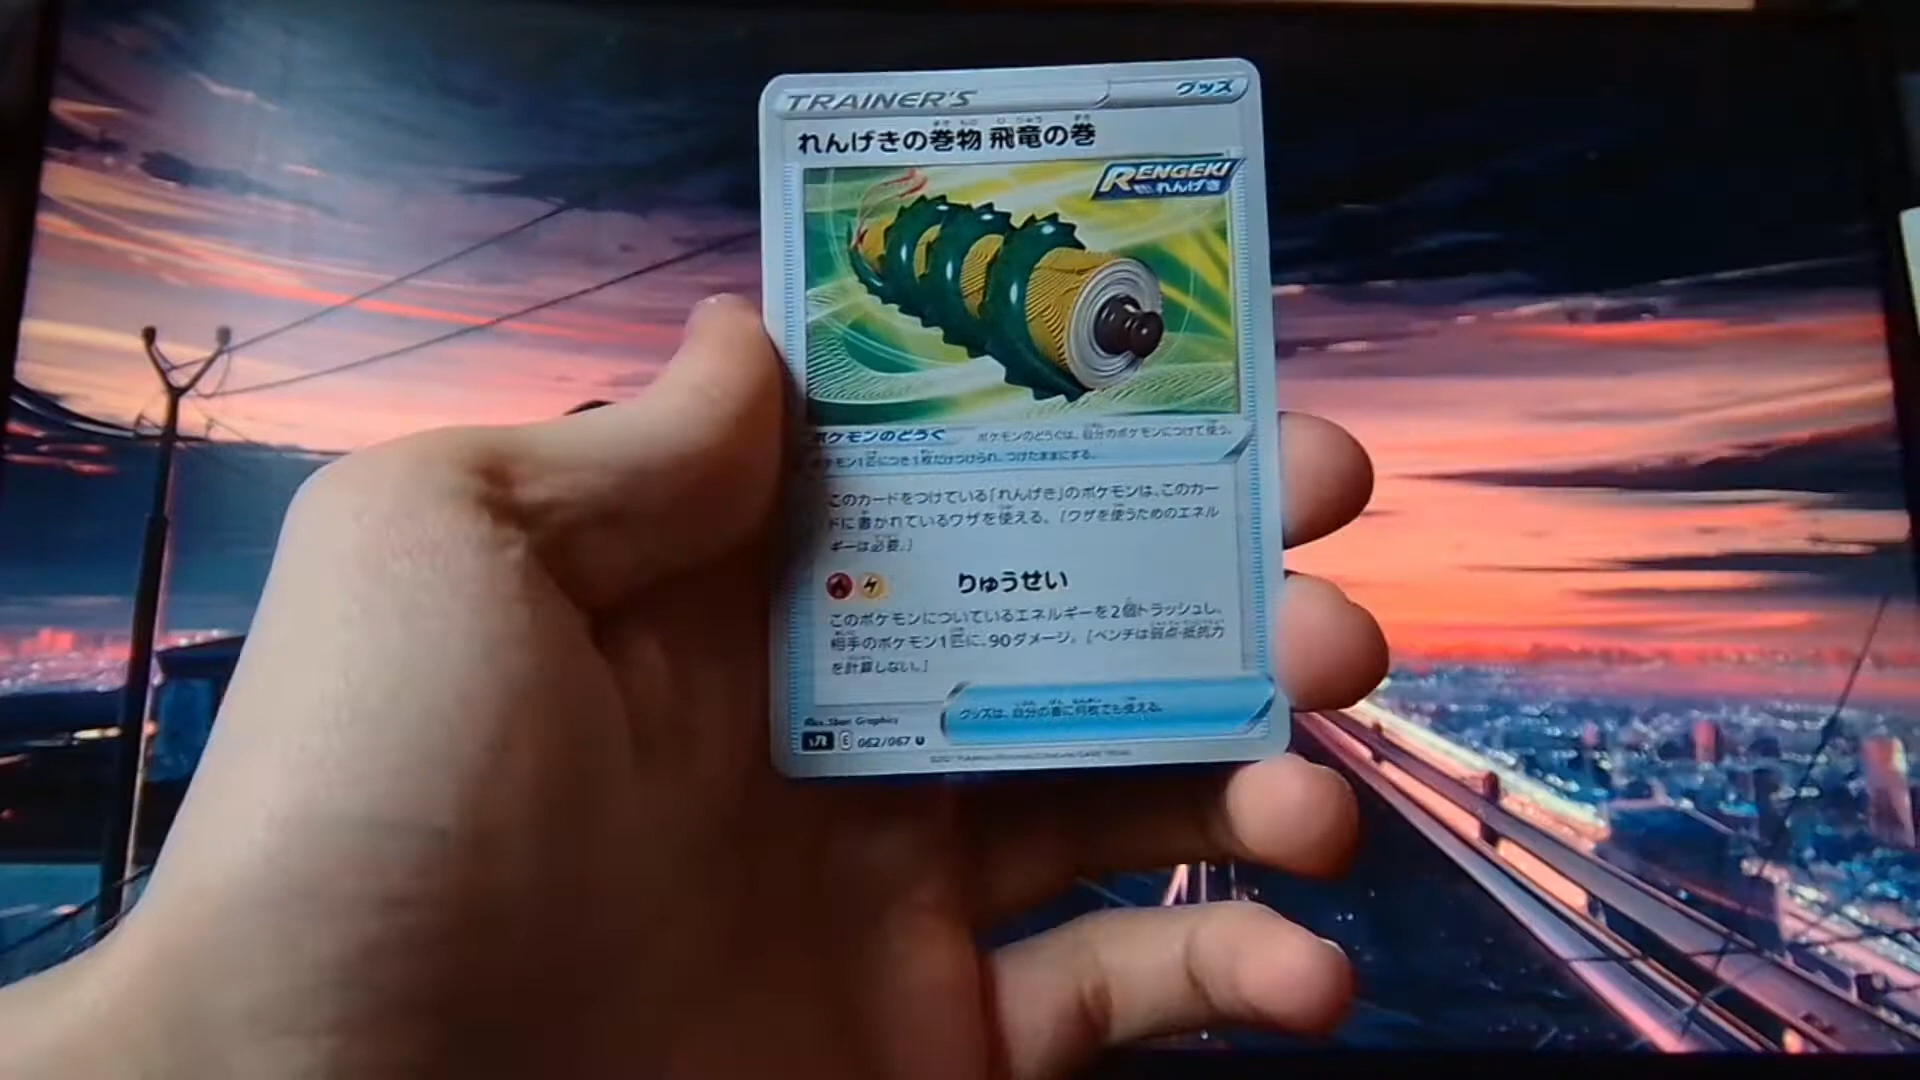 TRAINER'S
グッズ
れんげきの巻物 飛竜の巻
RENGEKI
れんげき
ポケモンのどうぐ
ポケモンのどうぐは、自分のポケモンにつけて使う。
ポケモン1匹につき1枚だけつけられ、つけたままにする。
このカードをつけている「れんげき」のポケモンは、このカー
ドに書かれているワザを使える。[ワザを使うためのエネル
ギーは必要。]
りゅうせい
このポケモンについているエネルギーを2個トラッシュし、
相手のポケモン1匹に、90ダメージ。[ベンチは弱点・抵抗力
を計算しない。]
グッズは、自分の番に何枚でも使える。
Illus. 5ban Graphics
E 062/067 U